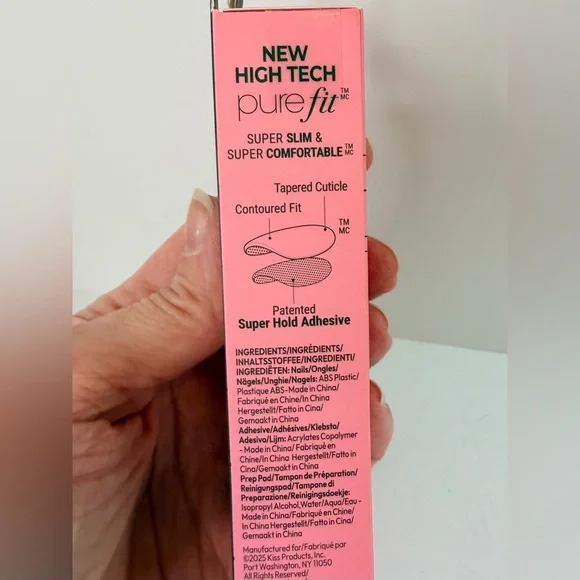 NEW
HIGH TECH
pure fit TM MC
SUPER SLIM &
SUPER COMFORTABLE TM MC
Tapered Cuticle
Contoured Fit
TM
MC
Patented
Super Hold Adhesive
INGREDIENTS/INGRÉDIENTS/
INHALTSSTOFFEE/INGREDIENTI/
INGREDIËTEN: Nails/Ongles/
Nägels/Unghie/Nagels: ABS Plastic/
Plastique ABS-Made in China/
Fabriqué en Chine/In China
Hergestellt/Fatto in Cina/
Gemaakt in China
Adhesive/Adhésives/Klebsto/
Adesivo/Lijm: Acrylates Copolymer
- Made in China/ Fabriqué en
Chine/In China Hergestellt/Fatto in
Cina/Gemaakt in China
Prep Pad/Tampon de Préparation/
Reinigungspad/Tampone di
Preparazione/Reinigingsdoekje:
Isopropyl Alcohol,Water/Aqua/Eau -
Made in China/Fabriqué en Chine/
In China Hergestellt/Fatto in Cina/
Gemaakt in China
Manufactured for/Fabriqué par
©2025 Kiss Products, Inc.
Port Washington, NY 11050
All Rights Reserved/